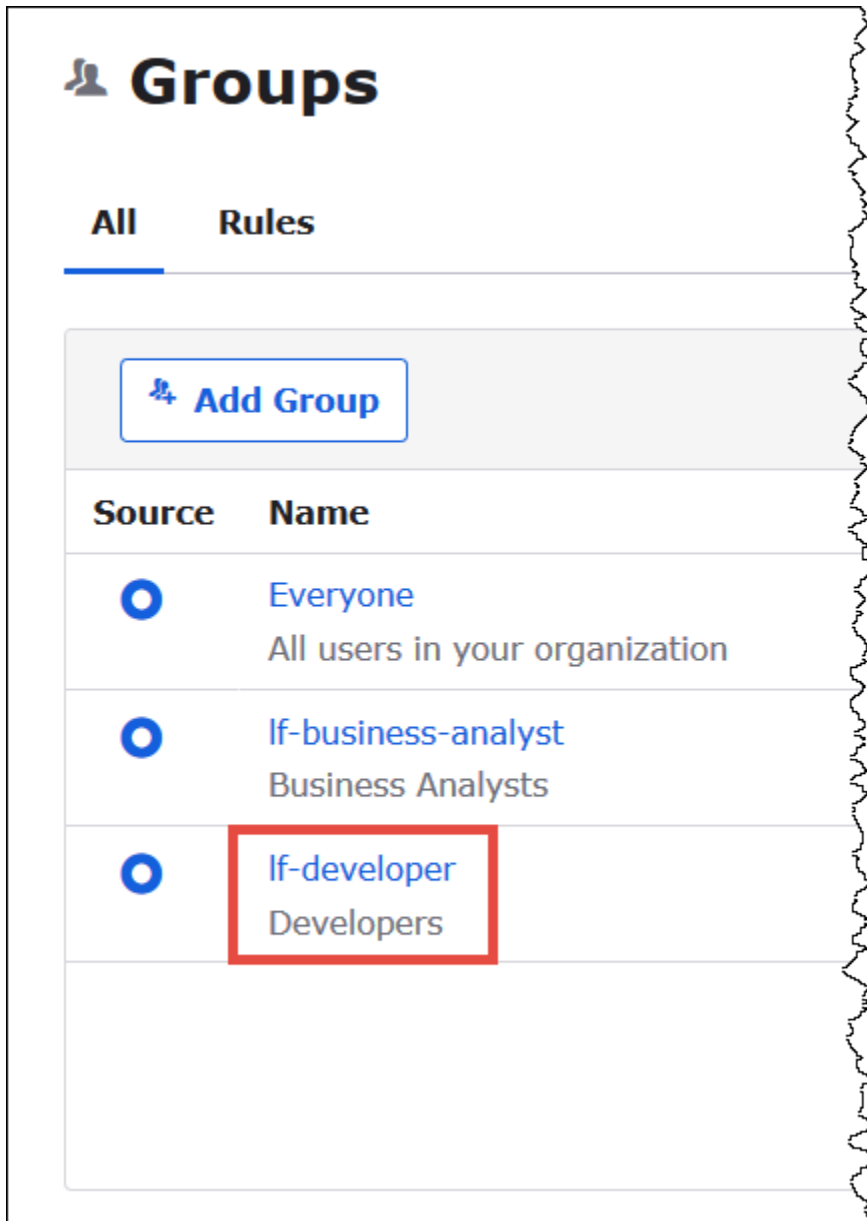 Groups
All Rules
Add Group
Source Name
Everyone
All users in your organization
lf-business-analyst
Business Analysts
lf-developer
Developers